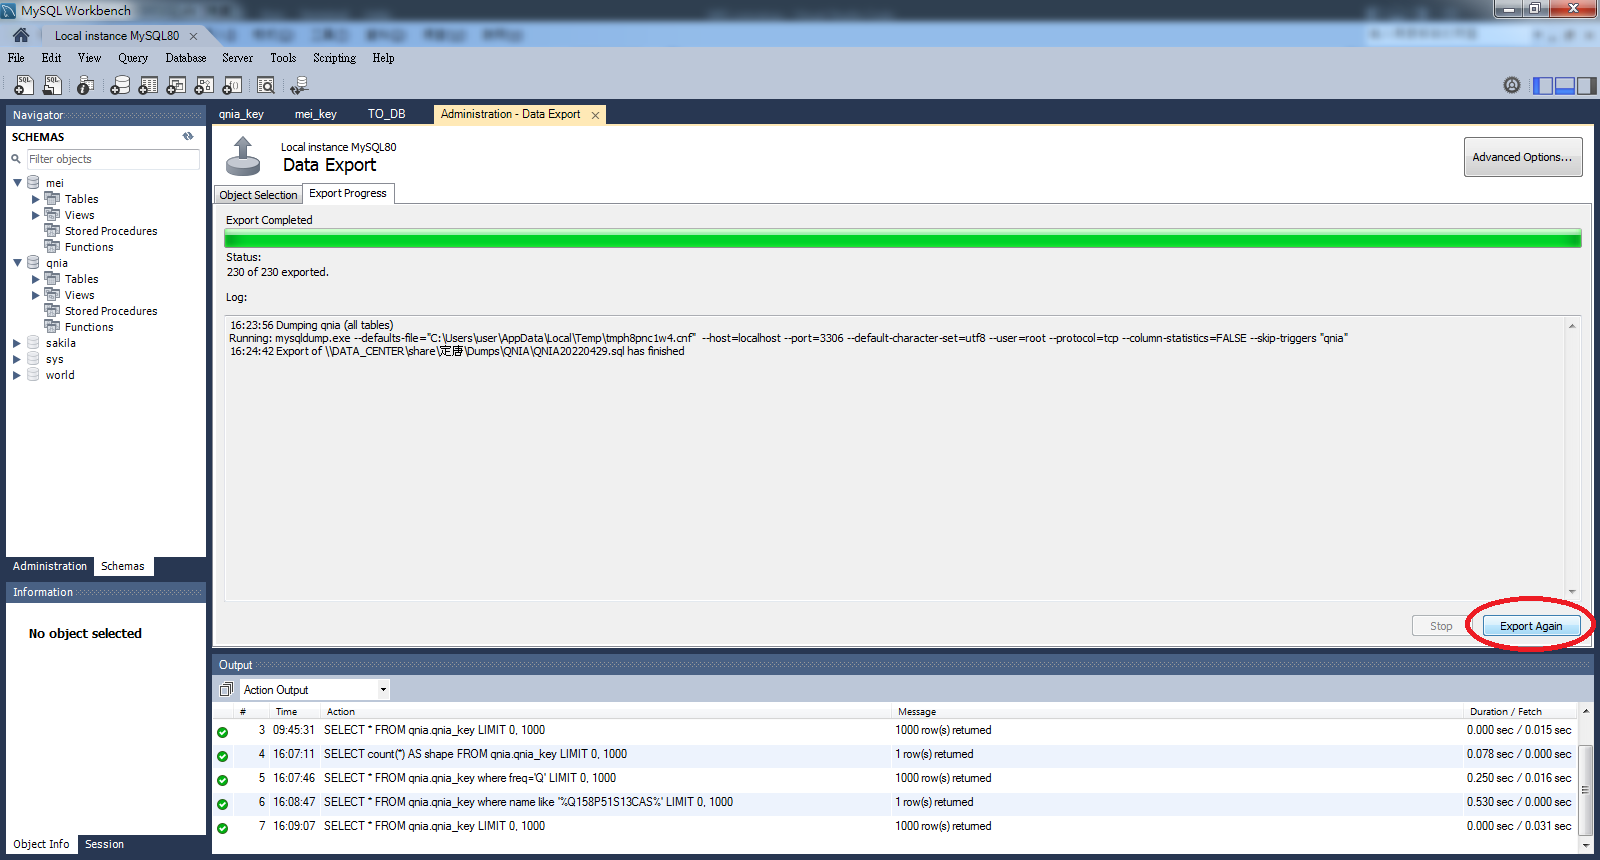 MySQL Workbench
Local instance MySQL80
File Edit View Query Database Server Tools Scripting Help
Navigator
SCHEMAS
Filter objects
mei
Tables
Views
Stored Procedures
Functions
qnia
Tables
Views
Stored Procedures
Functions
sakila
sys
world
Administration Schemas
Information
No object selected
Object Info Session
qnia_key mei_key TO_DB Administration - Data Export
Local instance MySQL80
Data Export
Advanced Options...
Object Selection Export Progress
Export Completed
Status:
230 of 230 exported.
Log:
16:23:56 Dumping qnia (all tables)
Running: mysqldump.exe --defaults-file="C:\Users\user\AppData\Local\Temp\tmph8pnc1w4.cnf" --host=localhost --port=3306 --default-character-set=utf8 --user=root --protocol=tcp --column-statistics=FALSE --skip-triggers "qnia"
16:24:42 Export of \\DATA_CENTER\share\定唐\Dumps\QNIA\QNIA20220429.sql has finished
Stop Export Again
Output
Action Output
# Time Action Message Duration / Fetch
3 09:45:31 SELECT * FROM qnia.qnia_key LIMIT 0, 1000 1000 row(s) returned 0.000 sec / 0.015 sec
4 16:07:11 SELECT count(*) AS shape FROM qnia.qnia_key LIMIT 0, 1000 1 row(s) returned 0.078 sec / 0.000 sec
5 16:07:46 SELECT * FROM qnia.qnia_key where freq='Q' LIMIT 0, 1000 1000 row(s) returned 0.250 sec / 0.016 sec
6 16:08:47 SELECT * FROM qnia.qnia_key where name like '%Q158P51S13CAS%' LIMIT 0, 1000 1 row(s) returned 0.530 sec / 0.000 sec
7 16:09:07 SELECT * FROM qnia.qnia_key LIMIT 0, 1000 1000 row(s) returned 0.000 sec / 0.031 sec